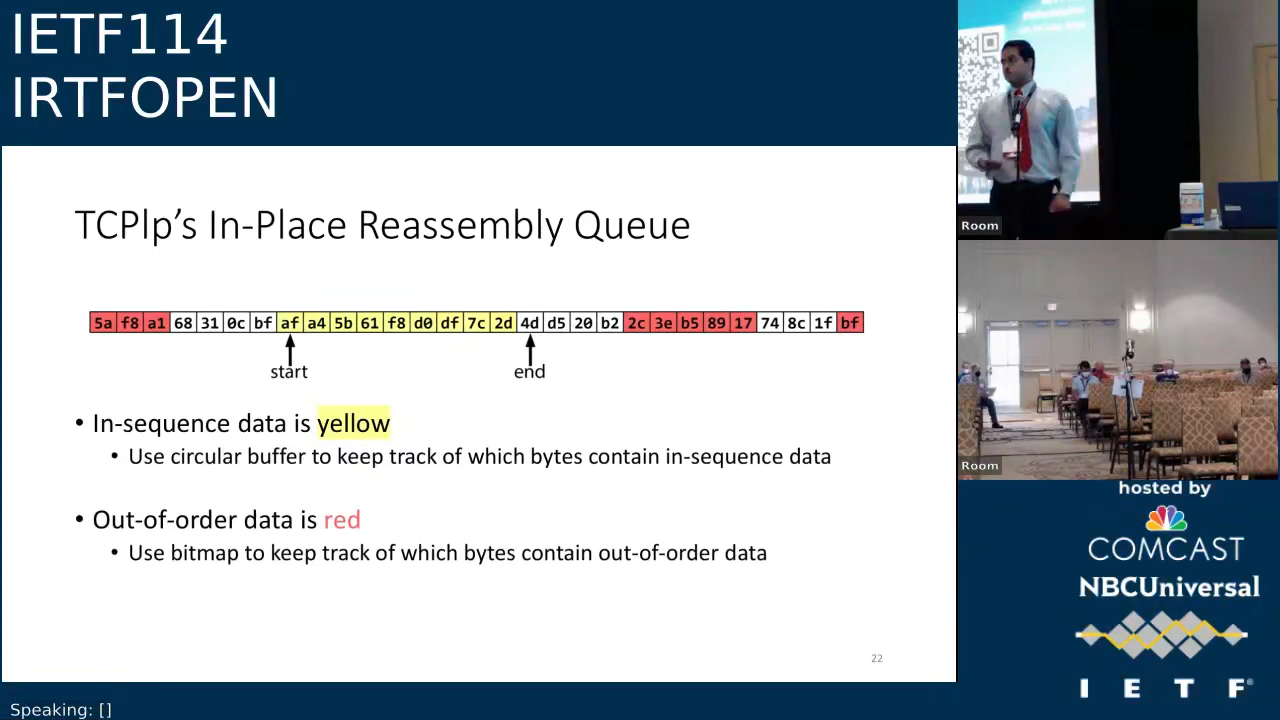 IETF114
IRTFOPEN
TCPlp's In-Place Reassembly Queue
5a f8 a1 68 31 0c bf af a4 5b 61 f8 d0 df 7c 2d 4d d5 20 b2 2c 3e b5 89 17 74 8c 1f bf
start end
• In-sequence data is yellow
• Use circular buffer to keep track of which bytes contain in-sequence data
• Out-of-order data is red
• Use bitmap to keep track of which bytes contain out-of-order data
22
Speaking: []
Room
Room
hosted by
COMCAST
NBCUniversal
I E T F®